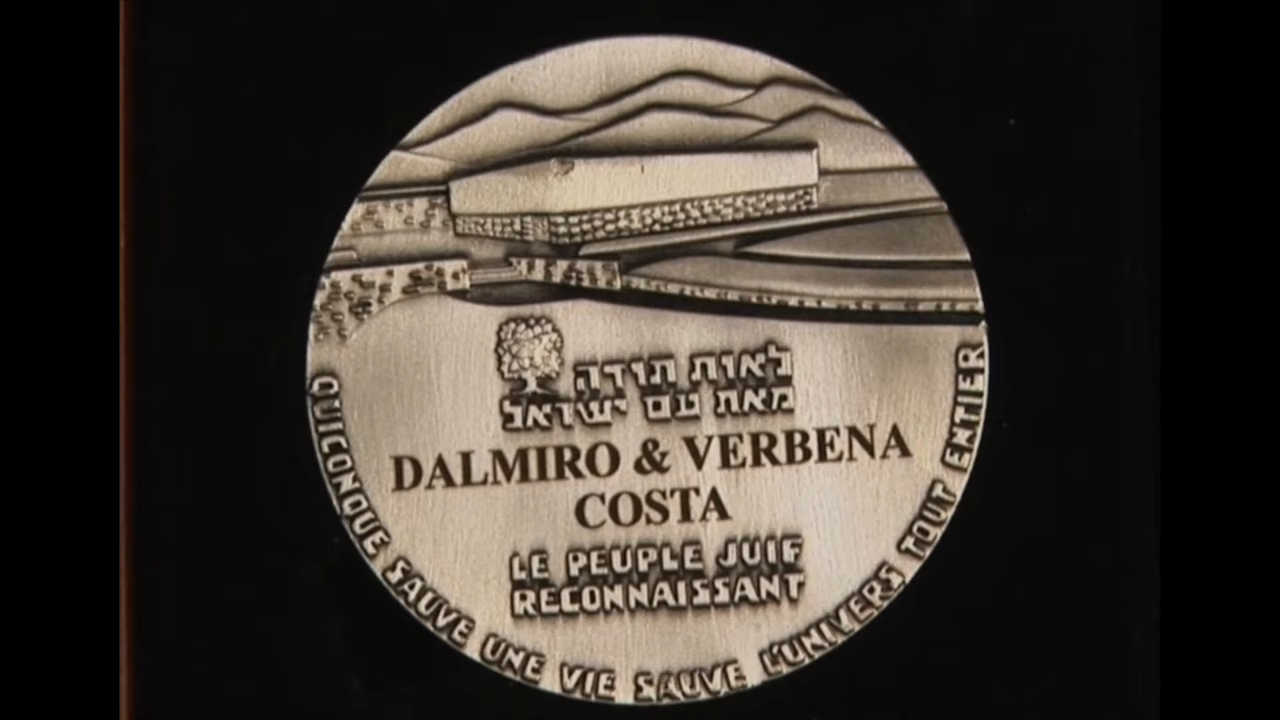 לאות תודה
מאת עם ישראל
DALMIRO & VERBENA
COSTA
LE PEUPLE JUIF
RECONNAISSANT
QUICONQUE SAUVE UNE VIE SAUVE L'UNIVERS TOUT ENTIER